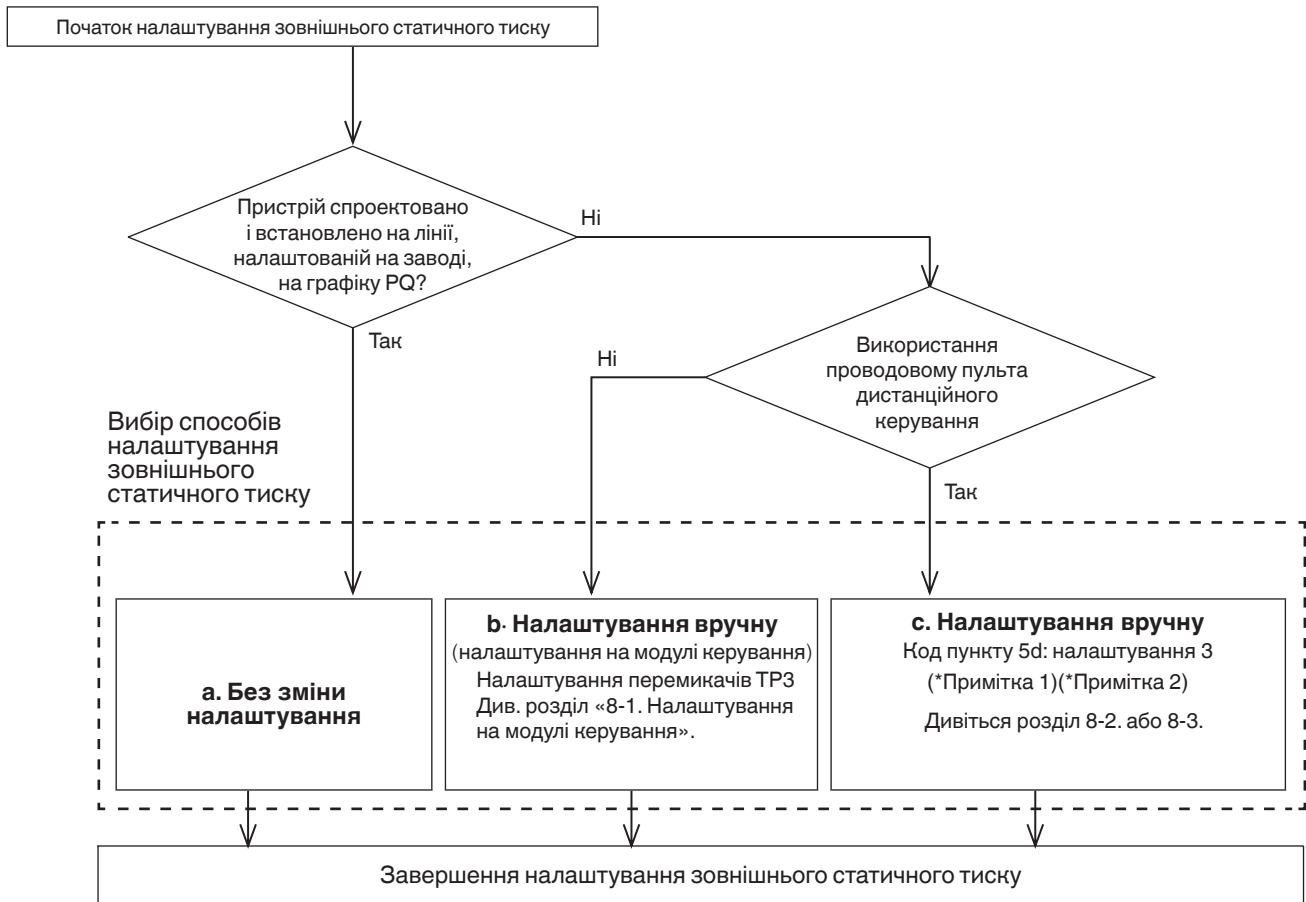 Початок налаштування зовнішнього статичного тиску
Пристрій спроектовано
і встановлено на лінії,
налаштованій на заводі,
на графіку PQ?
Ні
Так
Використання
проводовому пульта
дистанційного
керування
Ні
Так
Вибір способів
налаштування
зовнішнього
статичного тиску
a. Без зміни
налаштування
b. Налаштування вручну
(налаштування на модулі керування)
Налаштування перемикачів TP3
Див. розділ «8-1. Налаштування
на модулі керування».
c. Налаштування вручну
Код пункту 5d: налаштування 3
(*Примітка 1)(*Примітка 2)
Дивіться розділ 8-2. або 8-3.
Завершення налаштування зовнішнього статичного тиску